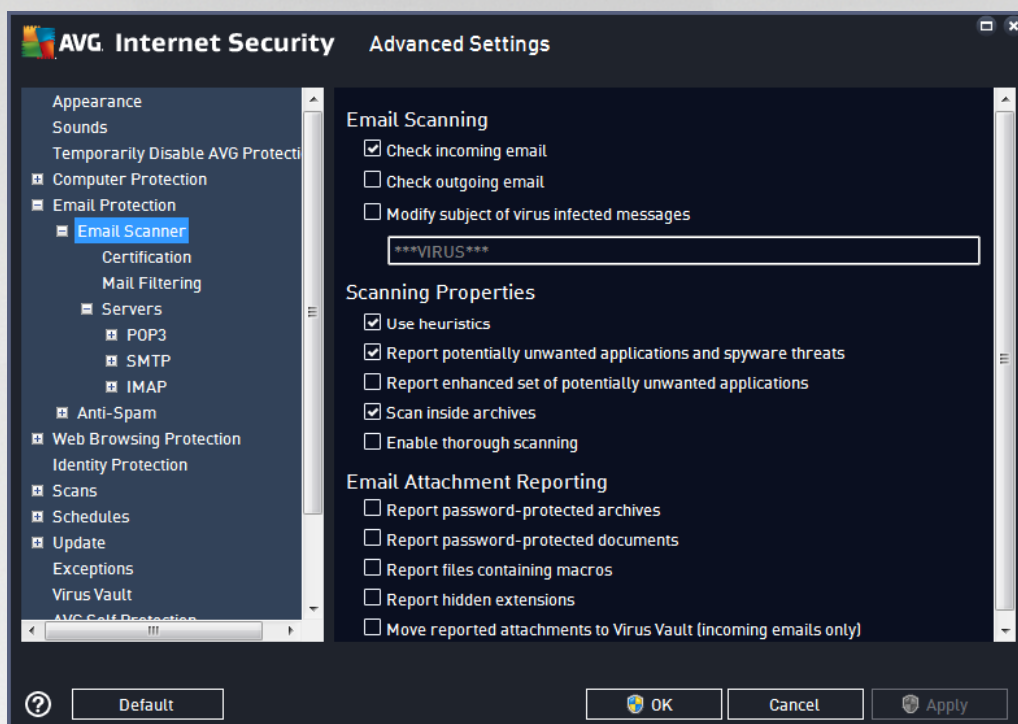 AVG. Internet Security Advanced Settings
Appearance
Sounds
Temporarily Disable AVG Protecti
Computer Protection
Email Protection
Email Scanner
Certification
Mail Filtering
Servers
POP3
SMTP
IMAP
Anti-Spam
Web Browsing Protection
Identity Protection
Scans
Schedules
Update
Exceptions
Virus Vault
AVG Self Protection
Email Scanning
Check incoming email
Check outgoing email
Modify subject of virus infected messages
***VIRUS***
Scanning Properties
Use heuristics
Report potentially unwanted applications and spyware threats
Report enhanced set of potentially unwanted applications
Scan inside archives
Enable thorough scanning
Email Attachment Reporting
Report password-protected archives
Report password-protected documents
Report files containing macros
Report hidden extensions
Move reported attachments to Virus Vault (incoming emails only)
Default
OK
Cancel
Apply